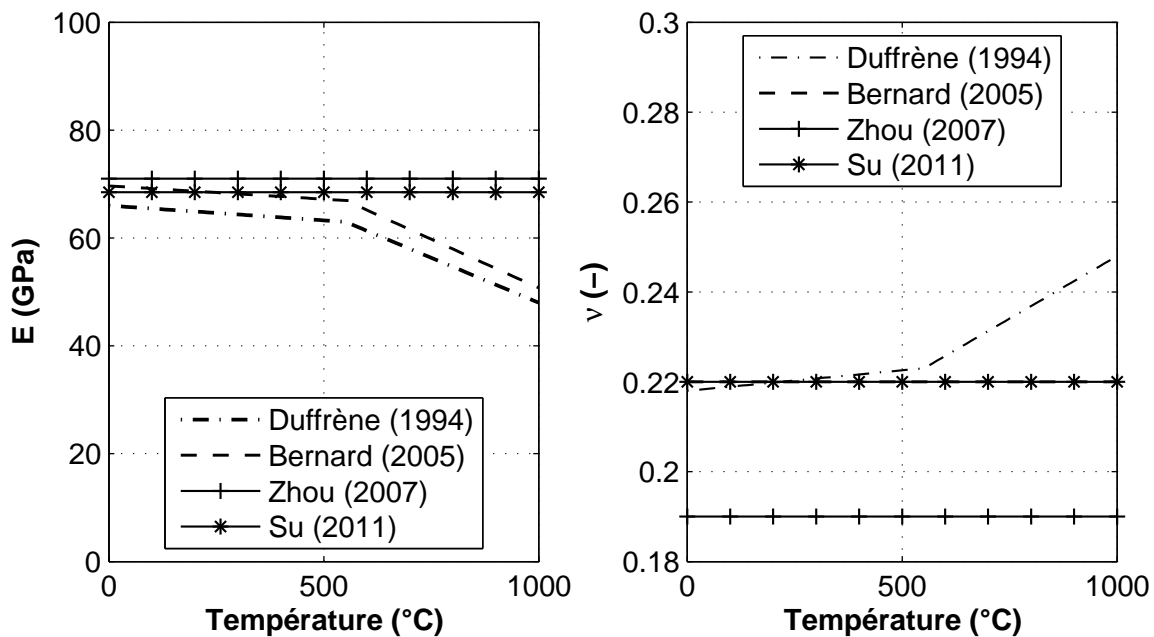 100
80
60
40
20
0
E (GPa)
Duffrène (1994)
Bernard (2005)
Zhou (2007)
Su (2011)
0 500 1000
Température (°C)
0.3
0.28
0.26
0.24
0.22
0.2
0.18
ν (−)
Duffrène (1994)
Bernard (2005)
Zhou (2007)
Su (2011)
0 500 1000
Température (°C)